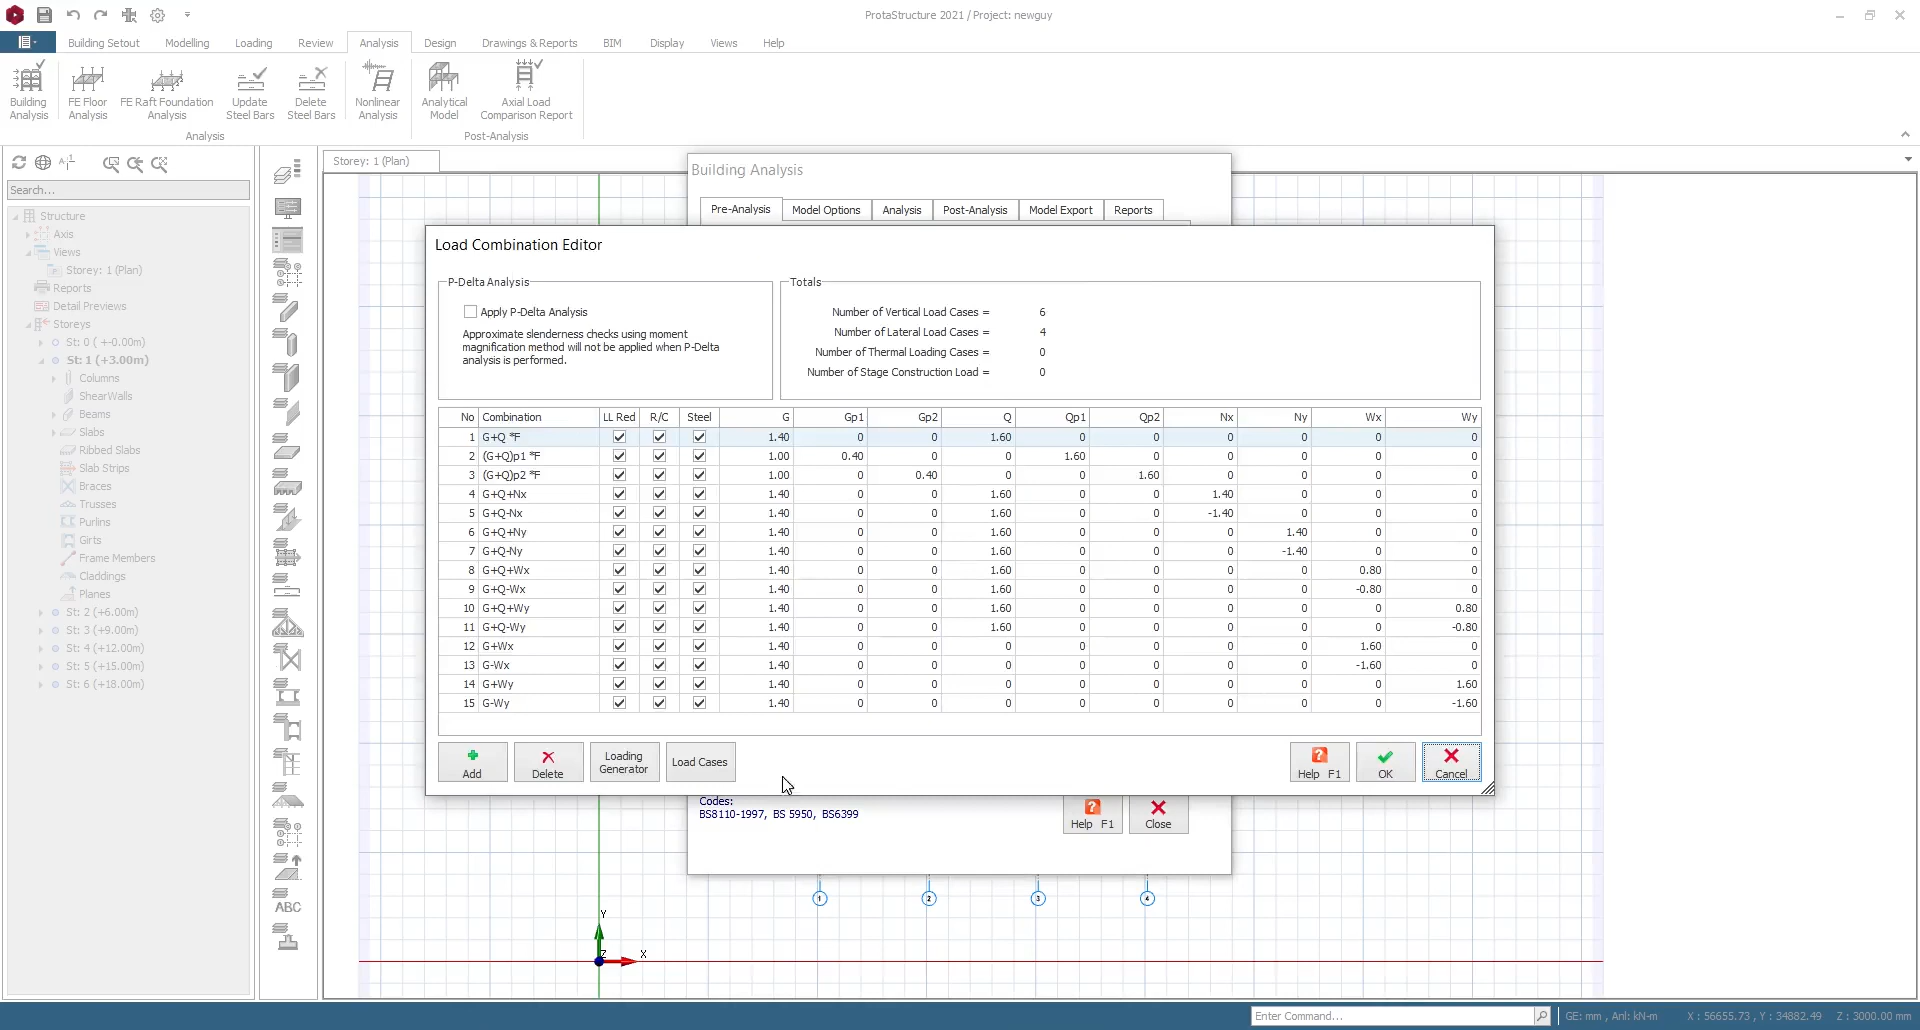 ProtaStructure 2021 / Project: newguy
Building Setout Modelling Loading Review Analysis Design Drawings & Reports BIM Display Views Help
Building Analysis
FE Floor Analysis
FE Raft Foundation Analysis
Update Steel Bars
Delete Steel Bars
Nonlinear Analysis
Analytical Model
Axial Load Comparison Report
Analysis
Post-Analysis
Search...
Structure
Axis
Views
Storey: 1 (Plan)
Reports
Detail Previews
Storeys
St: 0 ( +-0.00m)
St: 1 (+3.00m)
Columns
ShearWalls
Beams
Slabs
Ribbed Slabs
Slab Strips
Braces
Trusses
Purlins
Girts
Frame Members
Claddings
Planes
St: 2 (+6.00m)
St: 3 (+9.00m)
St: 4 (+12.00m)
St: 5 (+15.00m)
St: 6 (+18.00m)
ABC
Storey: 1 (Plan)
Building Analysis
Pre-Analysis Model Options Analysis Post-Analysis Model Export Reports
Load Combination Editor
P-Delta Analysis
Apply P-Delta Analysis
Approximate slenderness checks using moment
magnification method will not be applied when P-Delta
analysis is performed.
Totals
Number of Vertical Load Cases = 6
Number of Lateral Load Cases = 4
Number of Thermal Loading Cases = 0
Number of Stage Construction Load = 0
No Combination LL Red R/C Steel G Gp1 Gp2 Q Qp1 Qp2 Nx Ny Wx Wy
1 G+Q *F 1.40 0 0 1.60 0 0 0 0 0 0
2 (G+Q)p1 *F 1.00 0.40 0 0 1.60 0 0 0 0 0
3 (G+Q)p2 *F 1.00 0 0.40 0 0 1.60 0 0 0 0
4 G+Q+Nx 1.40 0 0 1.60 0 0 1.40 0 0 0
5 G+Q-Nx 1.40 0 0 1.60 0 0 -1.40 0 0 0
6 G+Q+Ny 1.40 0 0 1.60 0 0 0 1.40 0 0
7 G+Q-Ny 1.40 0 0 1.60 0 0 0 -1.40 0 0
8 G+Q+Wx 1.40 0 0 1.60 0 0 0 0 0.80 0
9 G+Q-Wx 1.40 0 0 1.60 0 0 0 0 -0.80 0
10 G+Q+Wy 1.40 0 0 1.60 0 0 0 0 0 0.80
11 G+Q-Wy 1.40 0 0 1.60 0 0 0 0 0 -0.80
12 G+Wx 1.40 0 0 0 0 0 0 0 1.60 0
13 G-Wx 1.40 0 0 0 0 0 0 0 -1.60 0
14 G+Wy 1.40 0 0 0 0 0 0 0 0 1.60
15 G-Wy 1.40 0 0 0 0 0 0 0 0 -1.60
Add
Delete
Loading Generator
Load Cases
Help F1
OK
Cancel
Codes:
BS8110-1997, BS 5950, BS6399
Help F1
Close
1 2 3 4
Y
Z
X
Enter Command...
GE: mm , Anl: kN-m
X : 56655.73 , Y : 34882.49 Z : 3000.00 mm